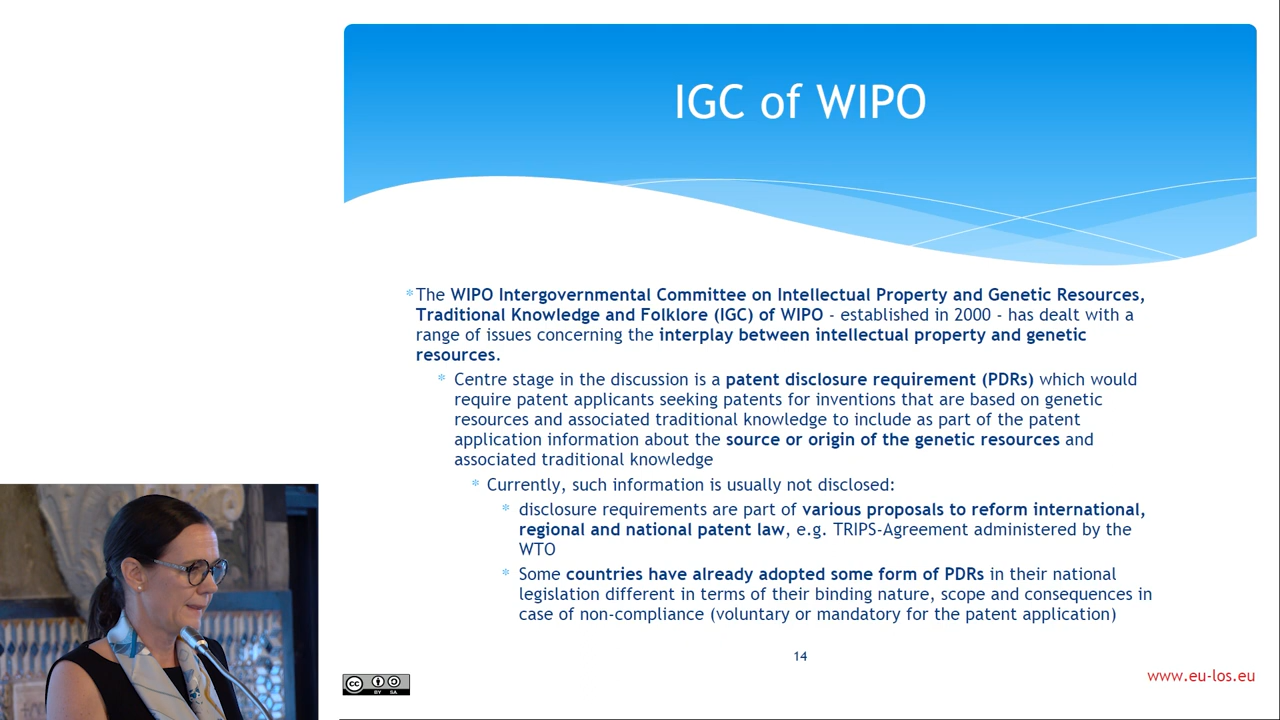 IGC of WIPO
*The WIPO Intergovernmental Committee on Intellectual Property and Genetic Resources,
Traditional Knowledge and Folklore (IGC) of WIPO - established in 2000 - has dealt with a
range of issues concerning the interplay between intellectual property and genetic
resources.
* Centre stage in the discussion is a patent disclosure requirement (PDRs) which would
require patent applicants seeking patents for inventions that are based on genetic
resources and associated traditional knowledge to include as part of the patent
application information about the source or origin of the genetic resources and
associated traditional knowledge
* Currently, such information is usually not disclosed:
* disclosure requirements are part of various proposals to reform international,
regional and national patent law, e.g. TRIPS-Agreement administered by the
WTO
* Some countries have already adopted some form of PDRs in their national
legislation different in terms of their binding nature, scope and consequences in
case of non-compliance (voluntary or mandatory for the patent application)
14
cc BY SA
www.eu-los.eu